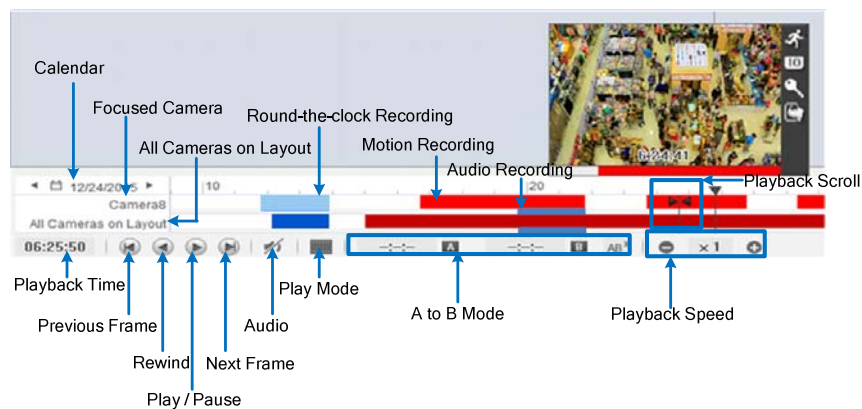 Calendar
Focused Camera
Round-the-clock Recording
All Cameras on Layout
Motion Recording
Audio Recording
Playback Scroll
10
6:24:41
12/24/2015
10
20
Camera8
All Cameras on Layout
06:25:50
--:--:--
A
--:--:--
B
AB
×1
Playback Time
Play Mode
A to B Mode
Playback Speed
Previous Frame
Audio
Rewind
Next Frame
Play / Pause